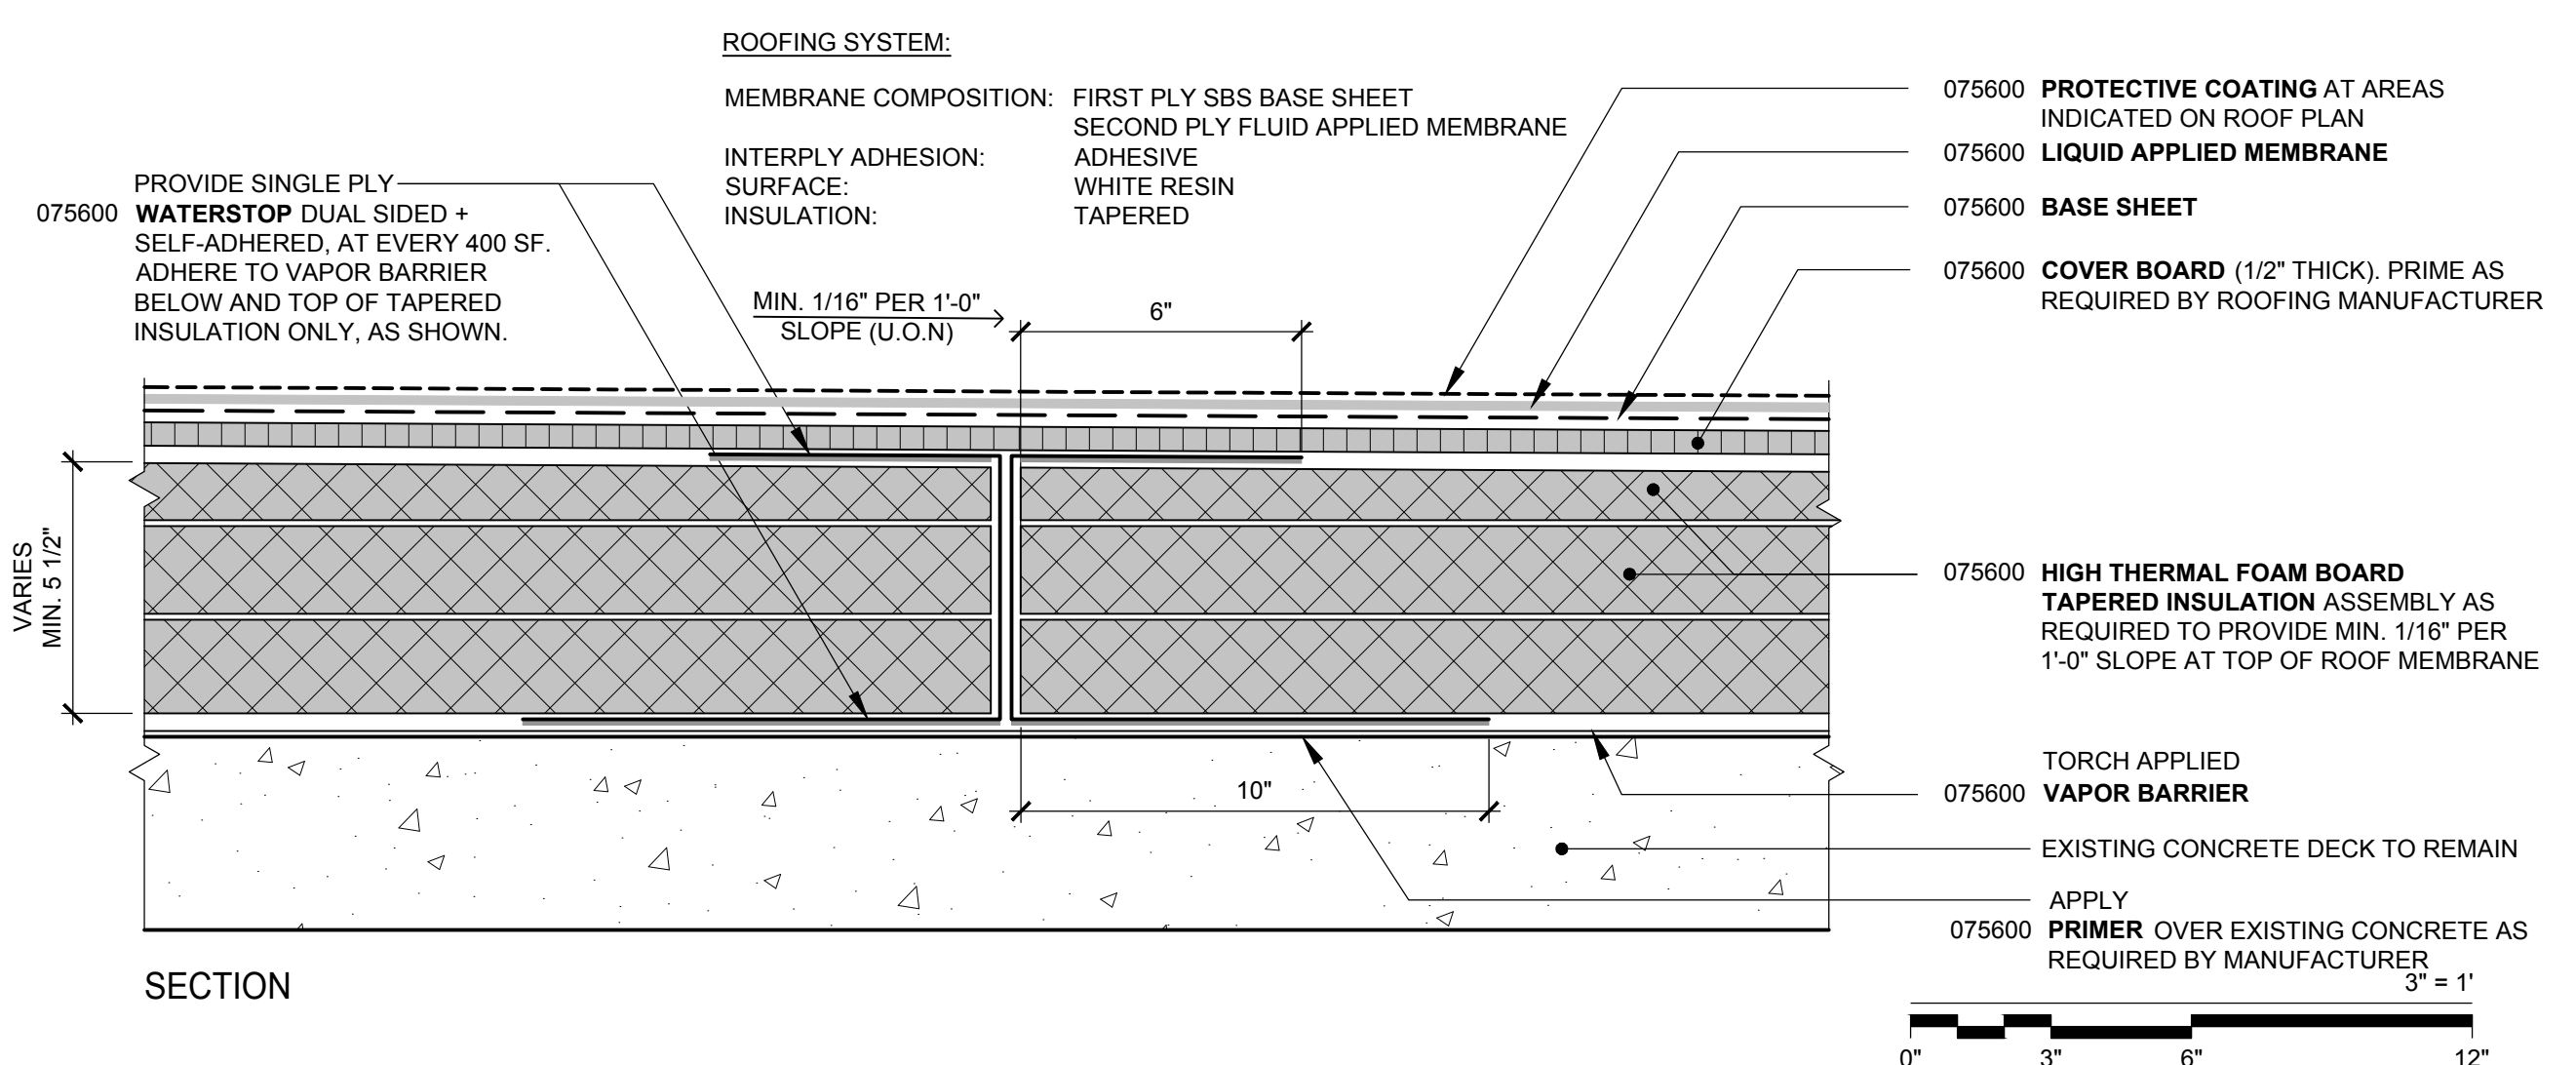 ROOFING SYSTEM:
MEMBRANE COMPOSITION: FIRST PLY SBS BASE SHEET
SECOND PLY FLUID APPLIED MEMBRANE
INTERPLY ADHESION: ADHESIVE
SURFACE: WHITE RESIN
INSULATION: TAPERED
PROVIDE SINGLE PLY
075600 WATERSTOP DUAL SIDED +
SELF-ADHERED, AT EVERY 400 SF.
ADHERE TO VAPOR BARRIER
BELOW AND TOP OF TAPERED
INSULATION ONLY, AS SHOWN.
MIN. 1/16" PER 1'-0"
SLOPE (U.O.N)
6"
VARIES
MIN. 5 1/2"
10"
075600 PROTECTIVE COATING AT AREAS
INDICATED ON ROOF PLAN
075600 LIQUID APPLIED MEMBRANE
075600 BASE SHEET
075600 COVER BOARD (1/2" THICK). PRIME AS
REQUIRED BY ROOFING MANUFACTURER
075600 HIGH THERMAL FOAM BOARD
TAPERED INSULATION ASSEMBLY AS
REQUIRED TO PROVIDE MIN. 1/16" PER
1'-0" SLOPE AT TOP OF ROOF MEMBRANE
TORCH APPLIED
075600 VAPOR BARRIER
EXISTING CONCRETE DECK TO REMAIN
APPLY
075600 PRIMER OVER EXISTING CONCRETE AS
REQUIRED BY MANUFACTURER
SECTION
3" = 1'
0" 3" 6" 12"